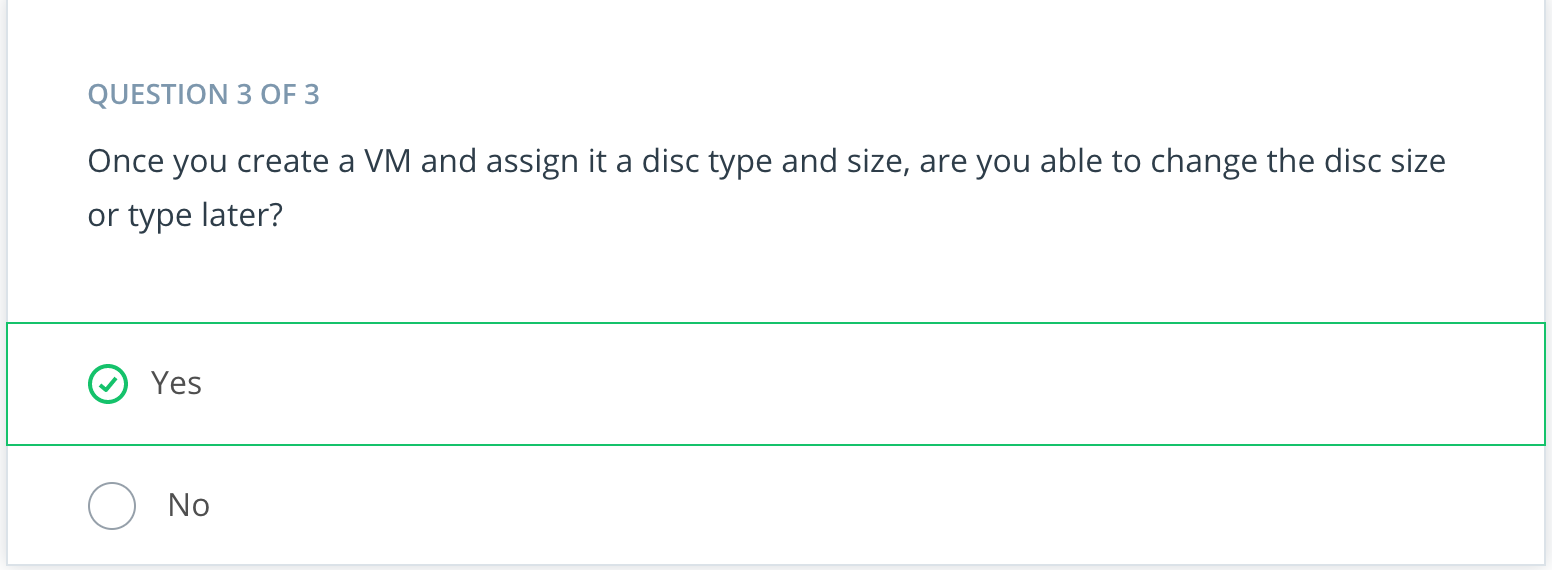 QUESTION 3 OF 3
Once you create a VM and assign it a disc type and size, are you able to change the disc size
or type later?
Yes
No